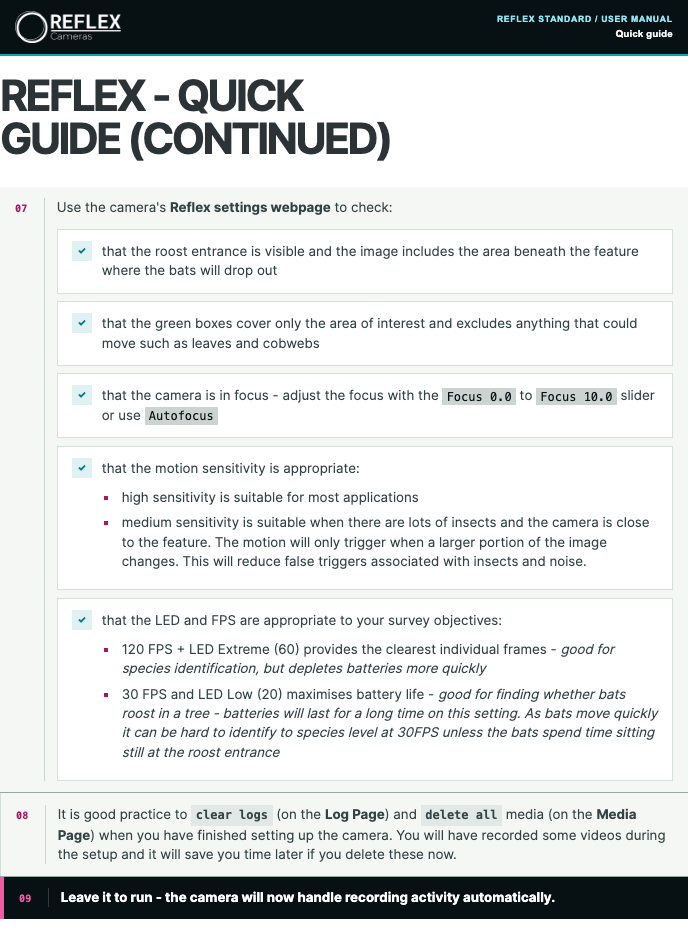 REFLEX
Cameras
REFLEX STANDARD / USER MANUAL
Quick guide
REFLEX - QUICK
GUIDE (CONTINUED)
07
Use the camera's Reflex settings webpage to check:
that the roost entrance is visible and the image includes the area beneath the feature
where the bats will drop out
that the green boxes cover only the area of interest and excludes anything that could
move such as leaves and cobwebs
that the camera is in focus - adjust the focus with the Focus 0.0 to Focus 10.0 slider
or use Autofocus
that the motion sensitivity is appropriate:
high sensitivity is suitable for most applications
medium sensitivity is suitable when there are lots of insects and the camera is close
to the feature. The motion will only trigger when a larger portion of the image
changes. This will reduce false triggers associated with insects and noise.
that the LED and FPS are appropriate to your survey objectives:
120 FPS + LED Extreme (60) provides the clearest individual frames - good for
species identification, but depletes batteries more quickly
30 FPS and LED Low (20) maximises battery life - good for finding whether bats
roost in a tree - batteries will last for a long time on this setting. As bats move quickly
it can be hard to identify to species level at 30FPS unless the bats spend time sitting
still at the roost entrance
08
It is good practice to clear logs (on the Log Page) and delete all media (on the Media
Page) when you have finished setting up the camera. You will have recorded some videos during
the setup and it will save you time later if you delete these now.
09
Leave it to run - the camera will now handle recording activity automatically.